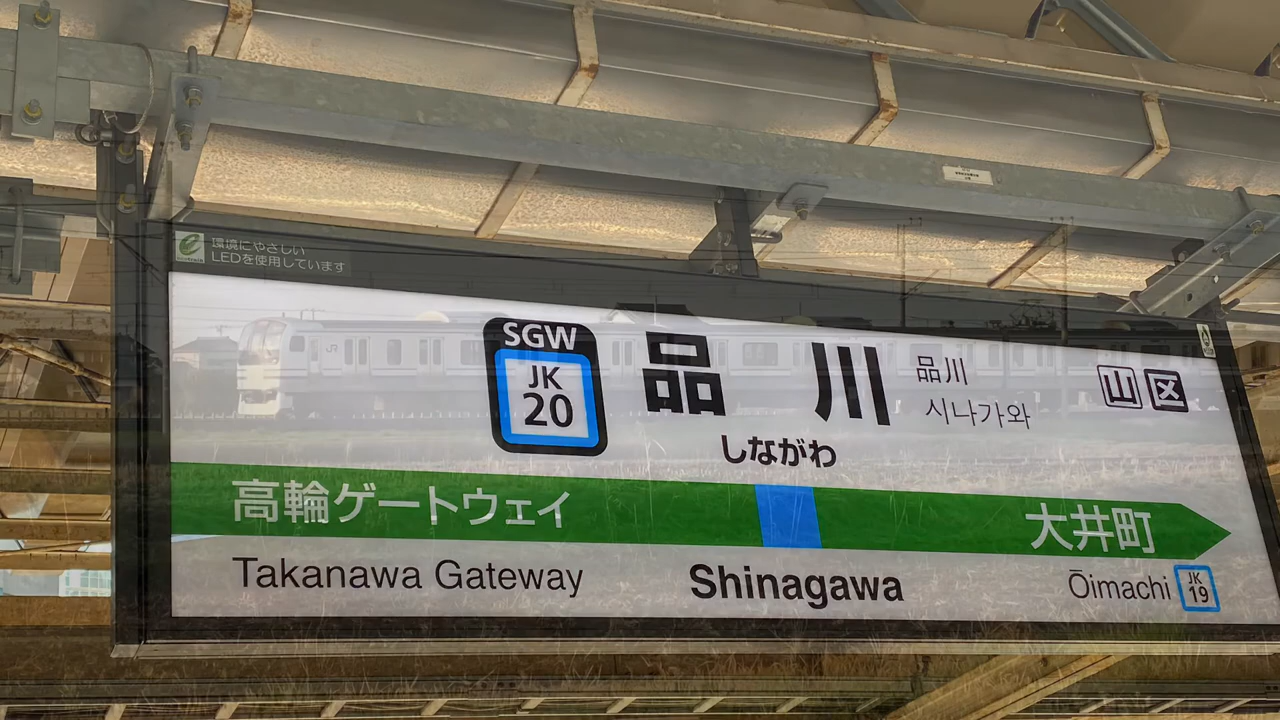 環境にやさしい
LEDを使用しています
SGW
JK
20
品川
品川
시나가와
山 区
しながわ
高輪ゲートウェイ
大井町
Takanawa Gateway
Shinagawa
Ōimachi
JK
19
JR